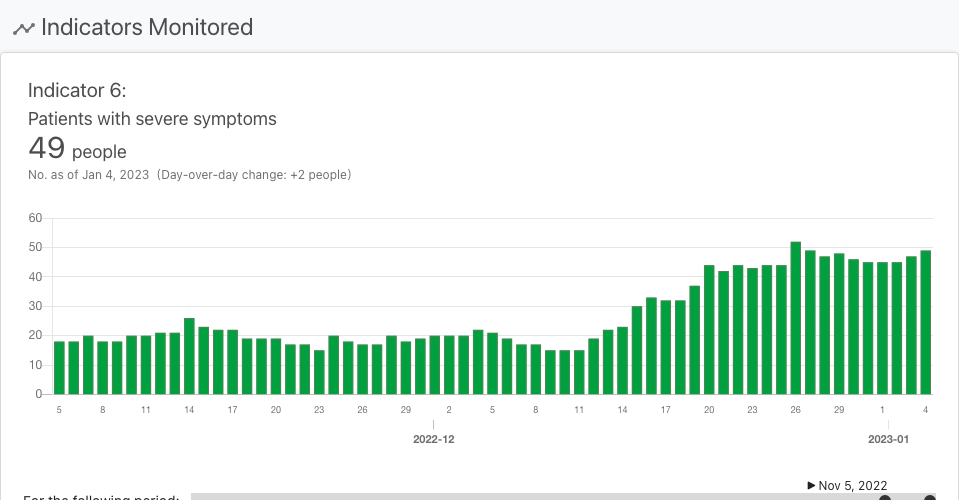 Indicators Monitored
Indicator 6:
Patients with severe symptoms
49 people
No. as of Jan 4, 2023 (Day-over-day change: +2 people)
60
50
40
30
20
10
0
5 8 11 14 17 20 23 26 29 2 5 8 11 14 17 20 23 26 29 1 4
2022-12 2023-01
Nov 5, 2022
For the following period: